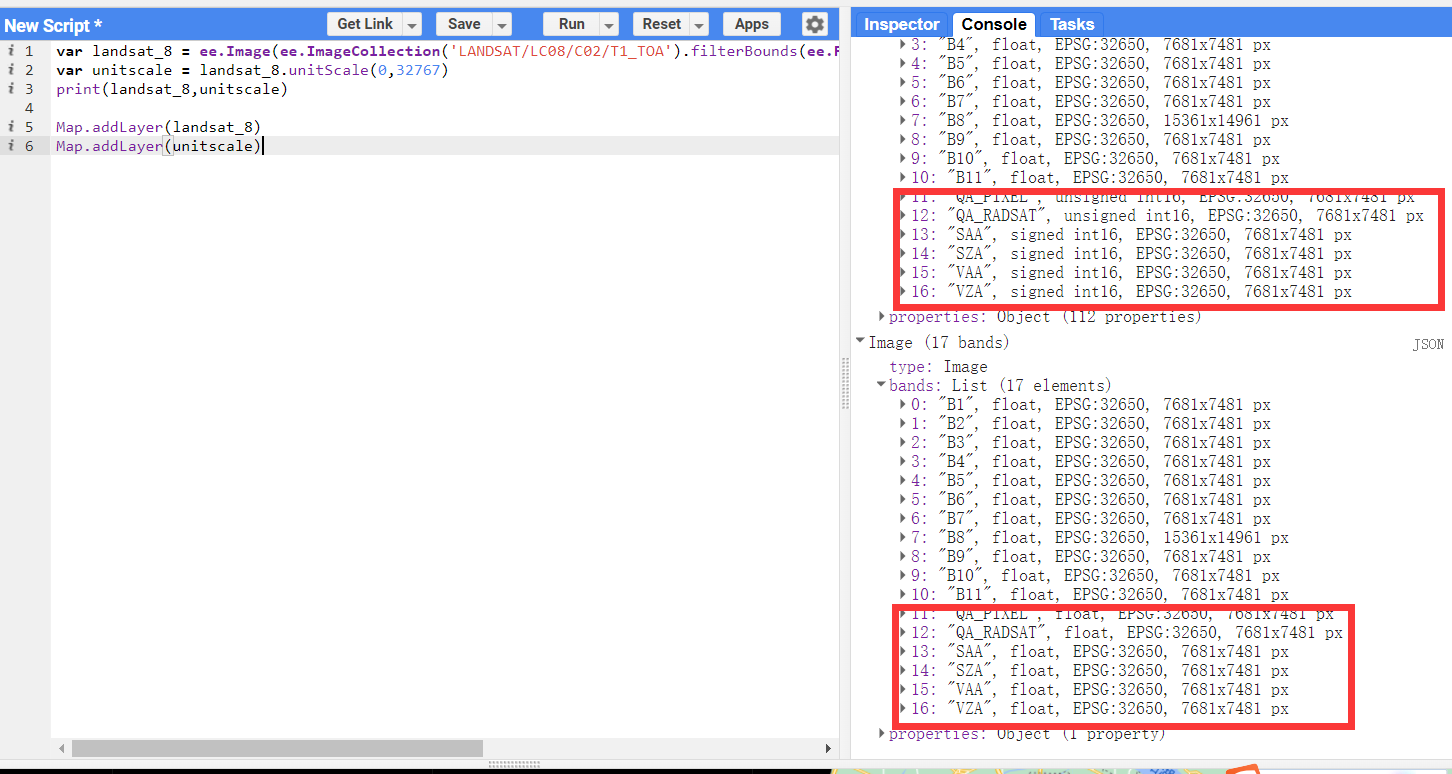 New Script *
Get Link
Save
Run
Reset
Apps
i 1 var landsat_8 = ee.Image(ee.ImageCollection('LANDSAT/LC08/C02/T1_TOA').filterBounds(ee.
i 2 var unitscale = landsat_8.unitScale(0,32767)
i 3 print(landsat_8,unitscale)
4
i 5 Map.addLayer(landsat_8)
i 6 Map.addLayer(unitscale)
Inspector Console Tasks
3: "B4", float, EPSG:32650, 7681x7481 px
4: "B5", float, EPSG:32650, 7681x7481 px
5: "B6", float, EPSG:32650, 7681x7481 px
6: "B7", float, EPSG:32650, 7681x7481 px
7: "B8", float, EPSG:32650, 15361x14961 px
8: "B9", float, EPSG:32650, 7681x7481 px
9: "B10", float, EPSG:32650, 7681x7481 px
10: "B11", float, EPSG:32650, 7681x7481 px
11: "QA_PIXEL", unsigned int16, EPSG:32650, 7681x7481 px
12: "QA_RADSAT", unsigned int16, EPSG:32650, 7681x7481 px
13: "SAA", signed int16, EPSG:32650, 7681x7481 px
14: "SZA", signed int16, EPSG:32650, 7681x7481 px
15: "VAA", signed int16, EPSG:32650, 7681x7481 px
16: "VZA", signed int16, EPSG:32650, 7681x7481 px
properties: Object (112 properties)
Image (17 bands)
JSON
type: Image
bands: List (17 elements)
0: "B1", float, EPSG:32650, 7681x7481 px
1: "B2", float, EPSG:32650, 7681x7481 px
2: "B3", float, EPSG:32650, 7681x7481 px
3: "B4", float, EPSG:32650, 7681x7481 px
4: "B5", float, EPSG:32650, 7681x7481 px
5: "B6", float, EPSG:32650, 7681x7481 px
6: "B7", float, EPSG:32650, 7681x7481 px
7: "B8", float, EPSG:32650, 15361x14961 px
8: "B9", float, EPSG:32650, 7681x7481 px
9: "B10", float, EPSG:32650, 7681x7481 px
10: "B11", float, EPSG:32650, 7681x7481 px
11: "QA_PIXEL", float, EPSG:32650, 7681x7481 px
12: "QA_RADSAT", float, EPSG:32650, 7681x7481 px
13: "SAA", float, EPSG:32650, 7681x7481 px
14: "SZA", float, EPSG:32650, 7681x7481 px
15: "VAA", float, EPSG:32650, 7681x7481 px
16: "VZA", float, EPSG:32650, 7681x7481 px
properties: Object (1 property)